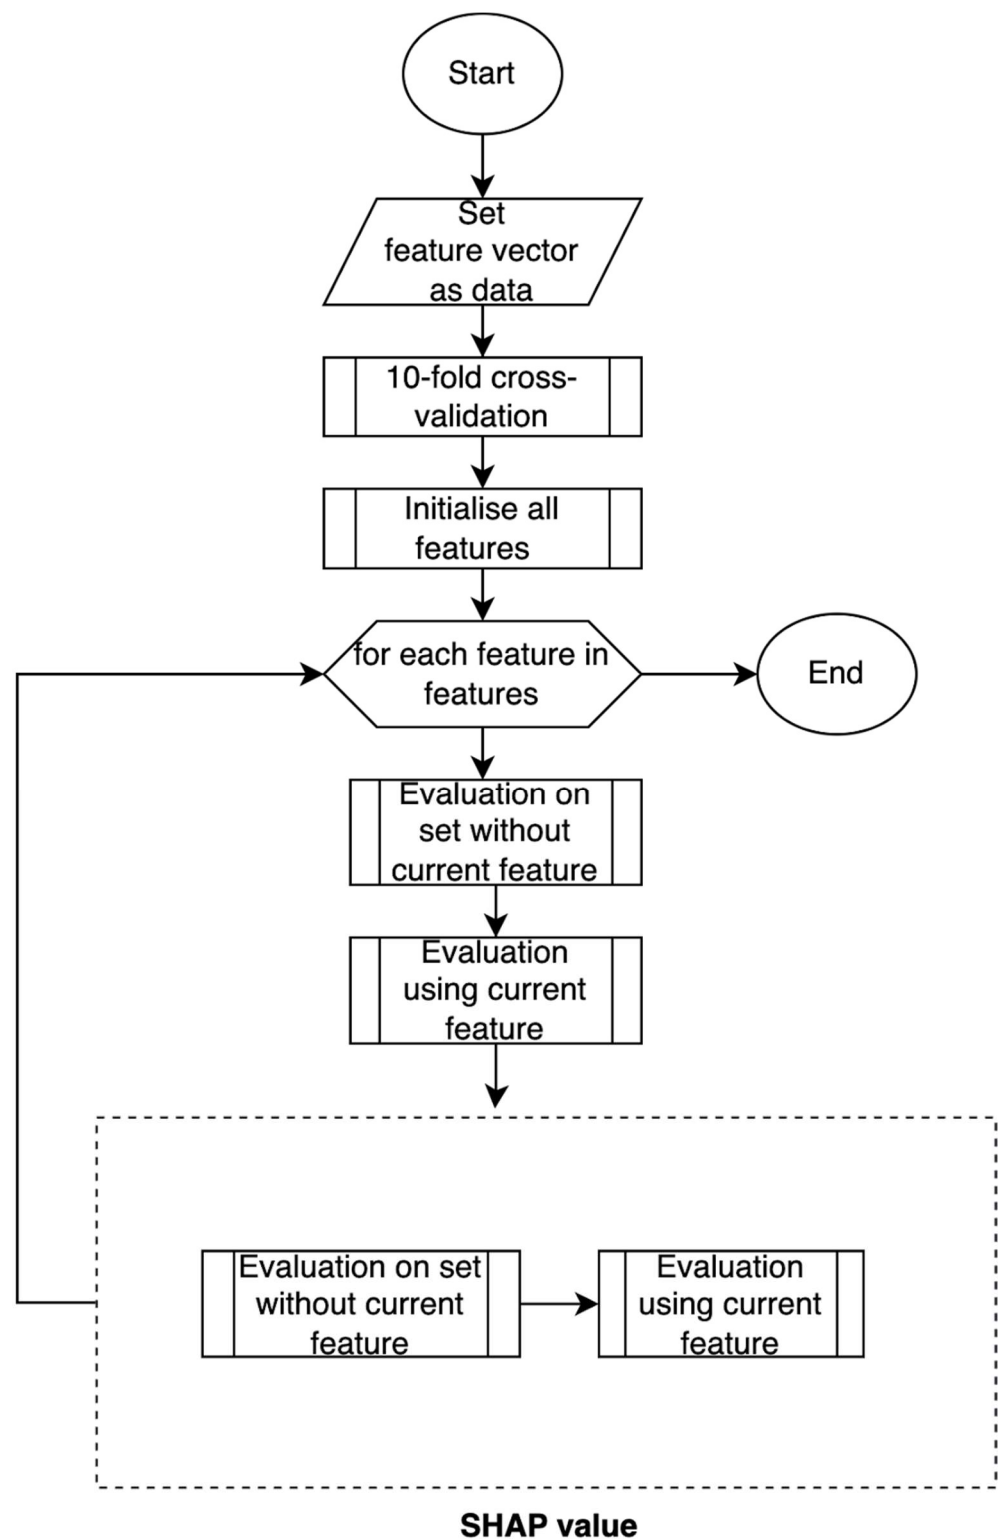 Start
Set
feature vector
as data
10-fold cross-
validation
Initialise all
features
for each feature in
features
End
Evaluation on
set without
current feature
Evaluation
using current
feature
Evaluation on set
without current
feature
Evaluation
using current
feature
SHAP value